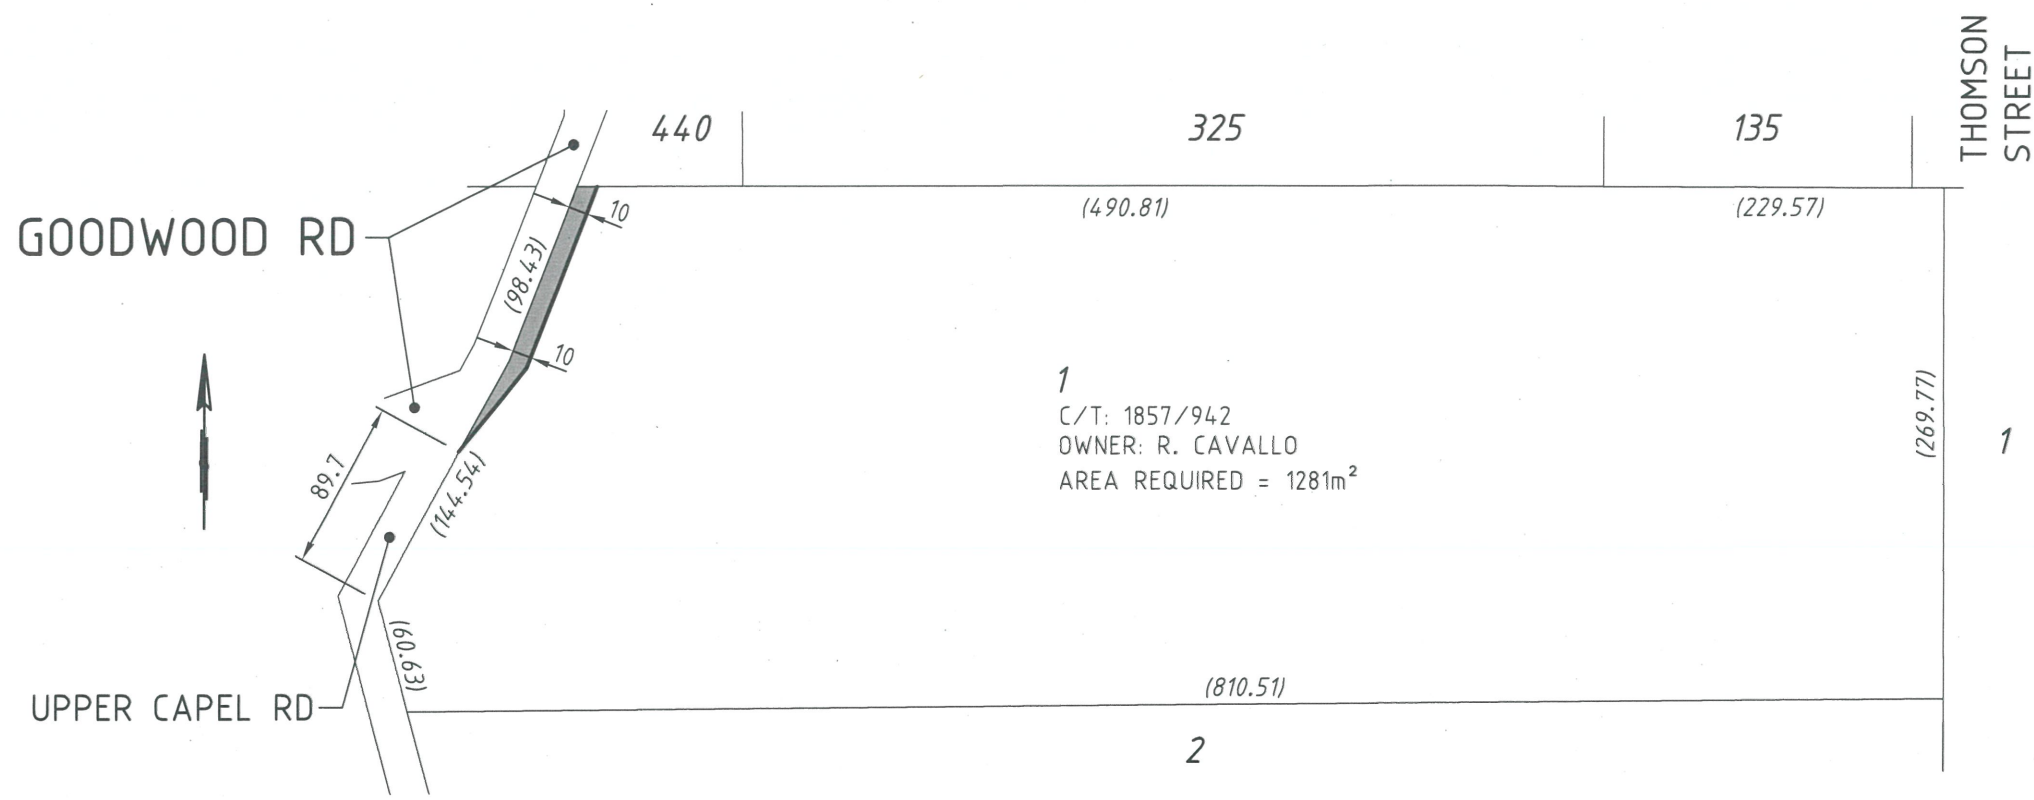 THOMSON
STREET
440
325
135
(490.81)
(229.57)
10
GOODWOOD RD
(98.43)
10
1
C/T: 1857/942
OWNER: R. CAVALLO
AREA REQUIRED = 1281m²
(269.77)
1
89.7
(144.54)
(60.63)
UPPER CAPEL RD
(810.51)
2